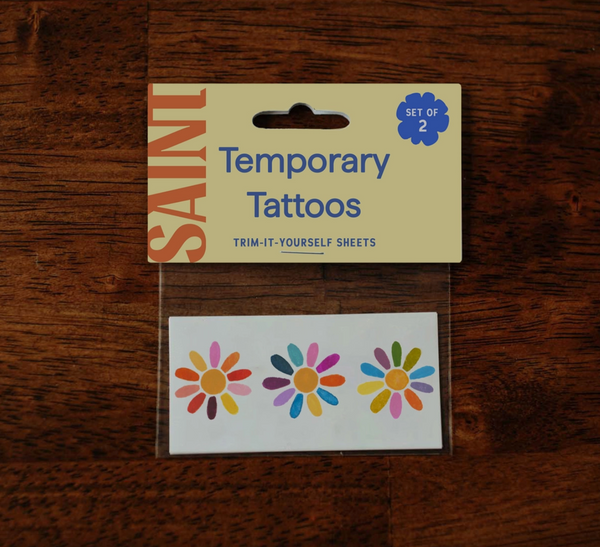 SAINT
SET OF
2
Temporary
Tattoos
TRIM-IT-YOURSELF SHEETS